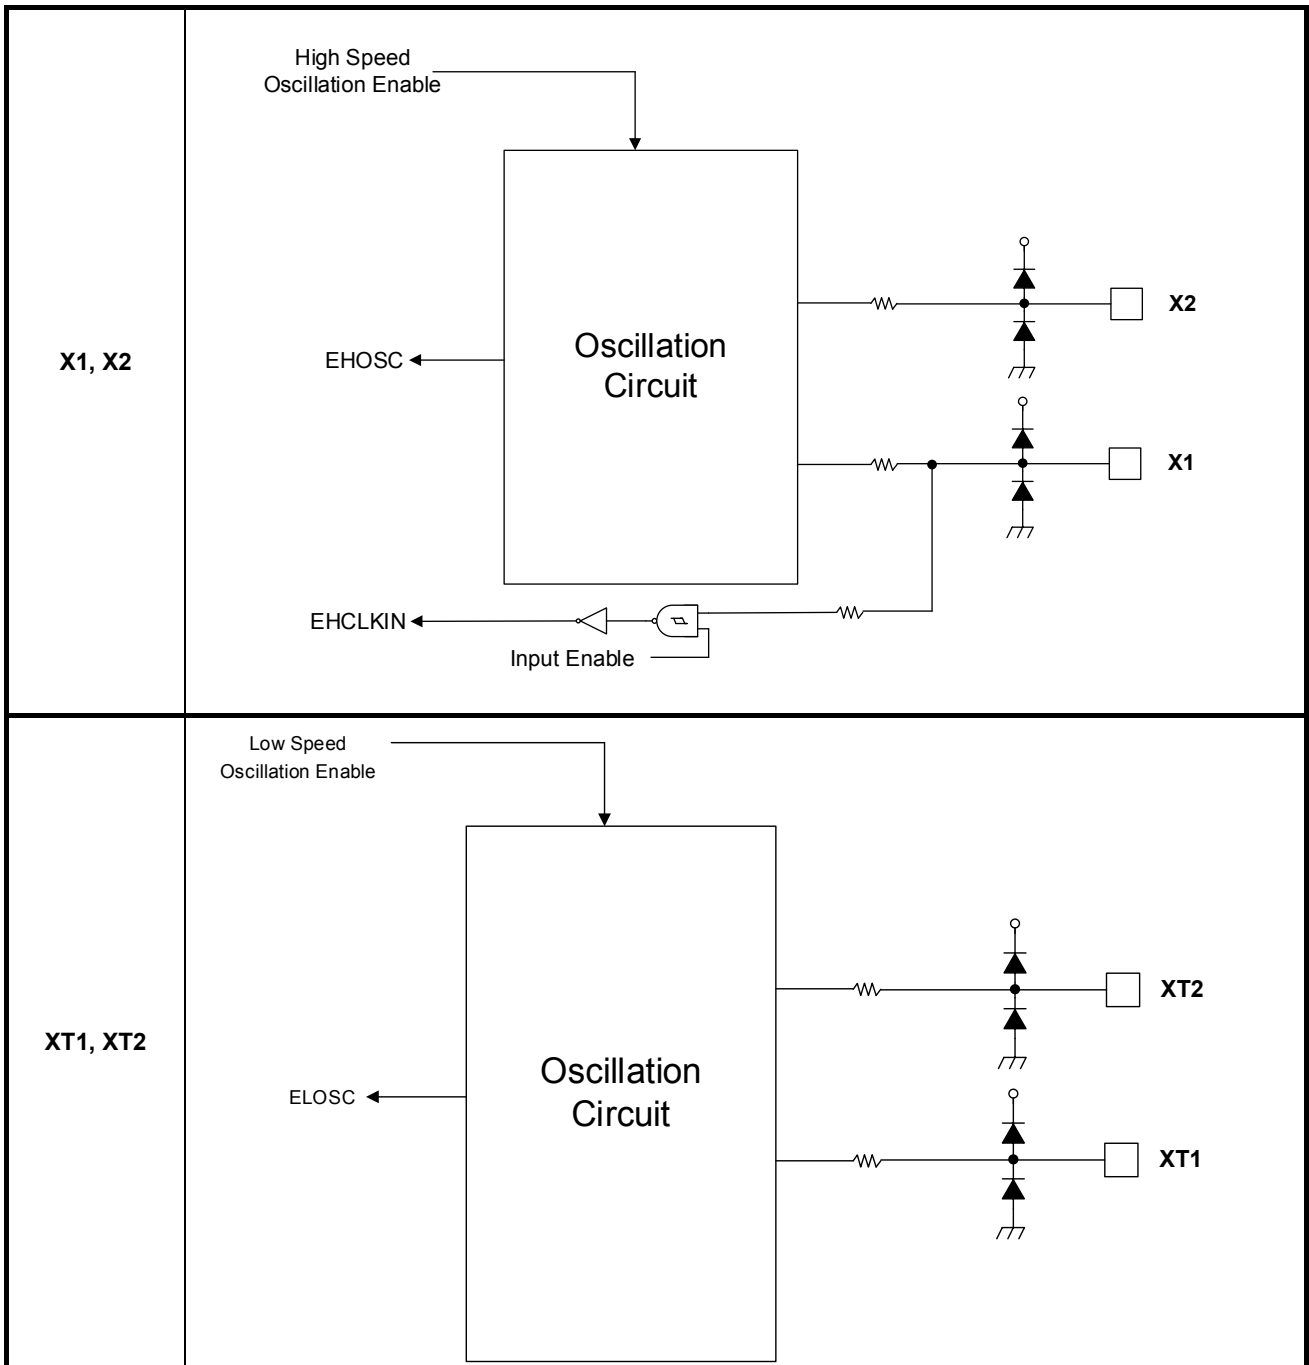 X1, X2
High Speed
Oscillation Enable
Oscillation
Circuit
EHOSC
X2
X1
EHCLKIN
Input Enable
XT1, XT2
Low Speed
Oscillation Enable
Oscillation
Circuit
ELOSC
XT2
XT1